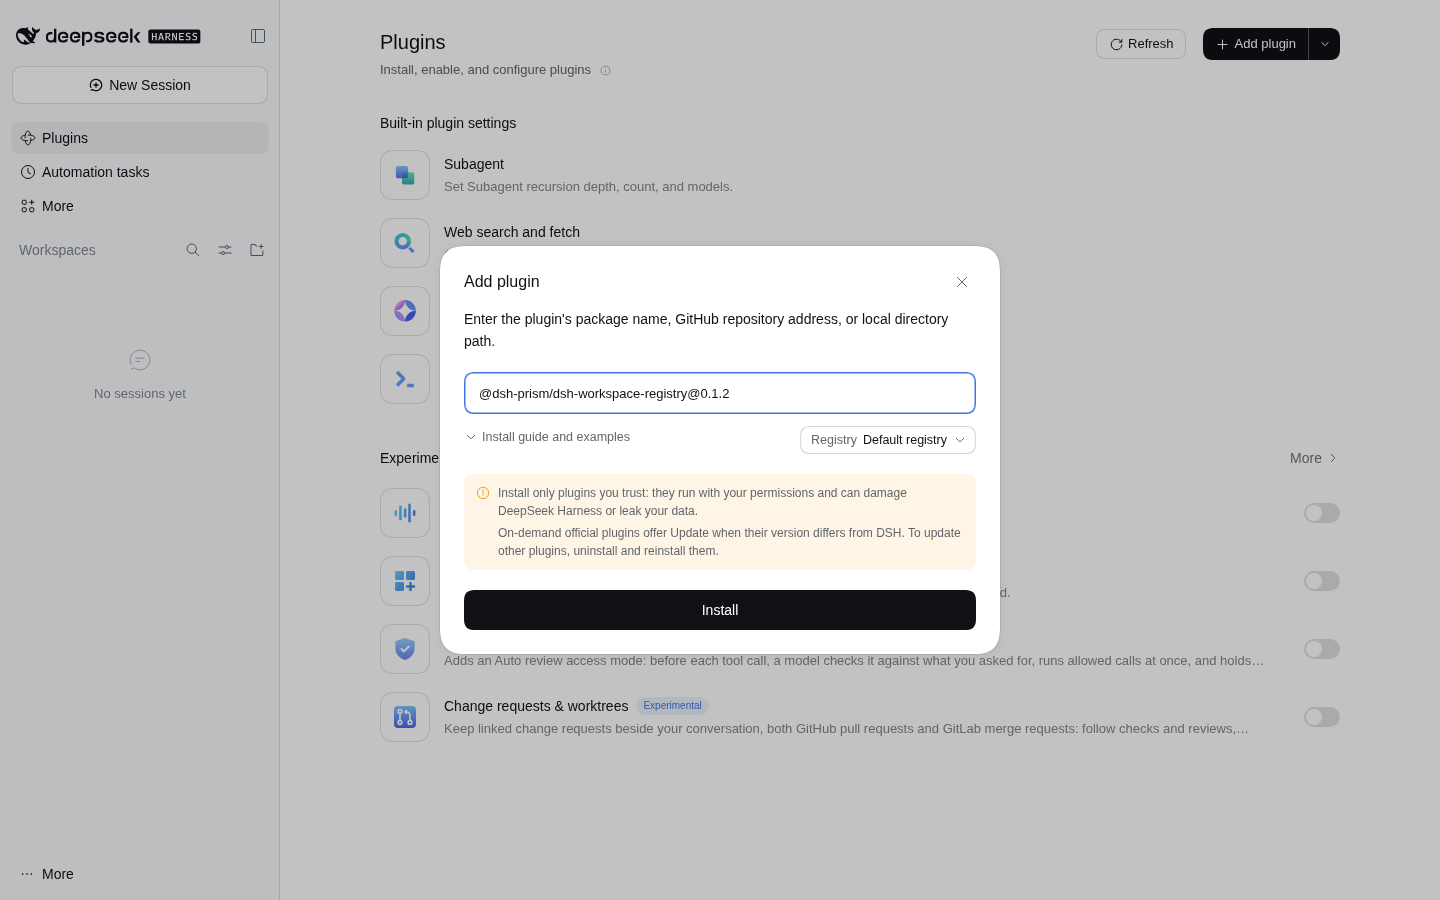 deepseek HARNESS
New Session
Plugins
Automation tasks
More
Workspaces
No sessions yet
More
Plugins
Install, enable, and configure plugins
Refresh
Add plugin
Built-in plugin settings
Subagent
Set Subagent recursion depth, count, and models.
Web search and fetch
Add plugin
Enter the plugin's package name, GitHub repository address, or local directory
path.
@dsh-prism/dsh-workspace-registry@0.1.2
Install guide and examples
Registry Default registry
Install only plugins you trust: they run with your permissions and can damage
DeepSeek Harness or leak your data.
On-demand official plugins offer Update when their version differs from DSH. To update
other plugins, uninstall and reinstall them.
Install
Experime
More
d.
Adds an Auto review access mode: before each tool call, a model checks it against what you asked for, runs allowed calls at once, and holds…
Change requests & worktrees Experimental
Keep linked change requests beside your conversation, both GitHub pull requests and GitLab merge requests: follow checks and reviews,…